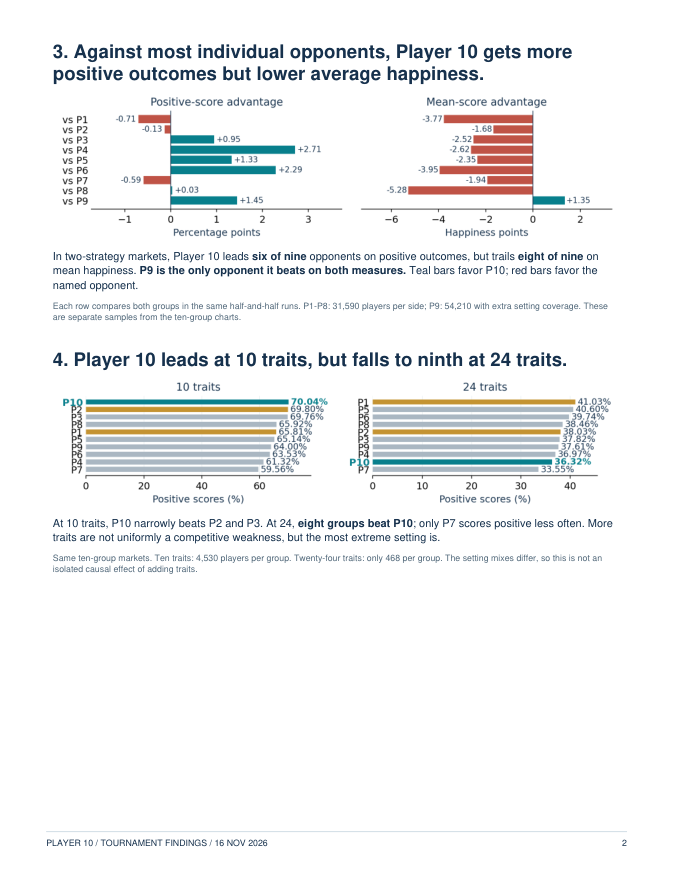 3. Against most individual opponents, Player 10 gets more
positive outcomes but lower average happiness.
Positive-score advantage
vs P1 -0.71
vs P2 -0.13
vs P3 +0.95
vs P4 +2.71
vs P5 +1.33
vs P6 +2.29
vs P7 -0.59
vs P8 +0.03
vs P9 +1.45
−1 0 1 2 3
Percentage points
Mean-score advantage
-3.77
-1.68
-2.52
-2.62
-2.35
-3.95
-1.94
-5.28
+1.35
−6 −4 −2 0 2
Happiness points
In two-strategy markets, Player 10 leads six of nine opponents on positive outcomes, but trails eight of nine on
mean happiness. P9 is the only opponent it beats on both measures. Teal bars favor P10; red bars favor the
named opponent.
Each row compares both groups in the same half-and-half runs. P1-P8: 31,590 players per side; P9: 54,210 with extra setting coverage. These
are separate samples from the ten-group charts.
4. Player 10 leads at 10 traits, but falls to ninth at 24 traits.
10 traits
P10 70.04%
P2 69.80%
P3 69.76%
P8 65.92%
P1 65.81%
P5 65.14%
P9 64.00%
P6 63.53%
P4 61.32%
P7 59.56%
0 20 40 60
Positive scores (%)
24 traits
P1 41.03%
P5 40.60%
P6 39.74%
P8 38.46%
P2 38.03%
P3 37.82%
P9 37.61%
P4 36.97%
P10 36.32%
P7 33.55%
0 10 20 30 40
Positive scores (%)
At 10 traits, P10 narrowly beats P2 and P3. At 24, eight groups beat P10; only P7 scores positive less often. More
traits are not uniformly a competitive weakness, but the most extreme setting is.
Same ten-group markets. Ten traits: 4,530 players per group. Twenty-four traits: only 468 per group. The setting mixes differ, so this is not an
isolated causal effect of adding traits.
PLAYER 10 / TOURNAMENT FINDINGS / 16 NOV 2026 2